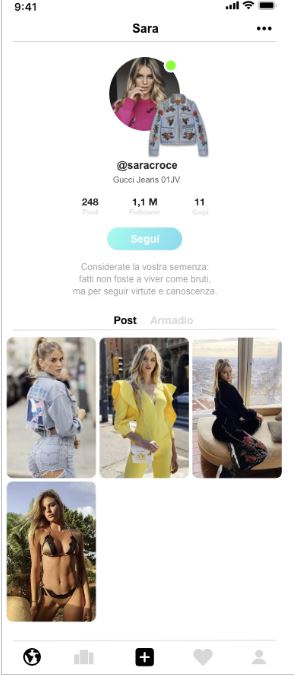 9:41
Sara
@saracroce
Gucci Jeans 01JV
248 1,1 M 11
Post Follower Capi
Segui
Considerate la vostra semenza:
fatti non foste a viver come bruti,
ma per seguir virtute e canoscenza.
Post Armadio